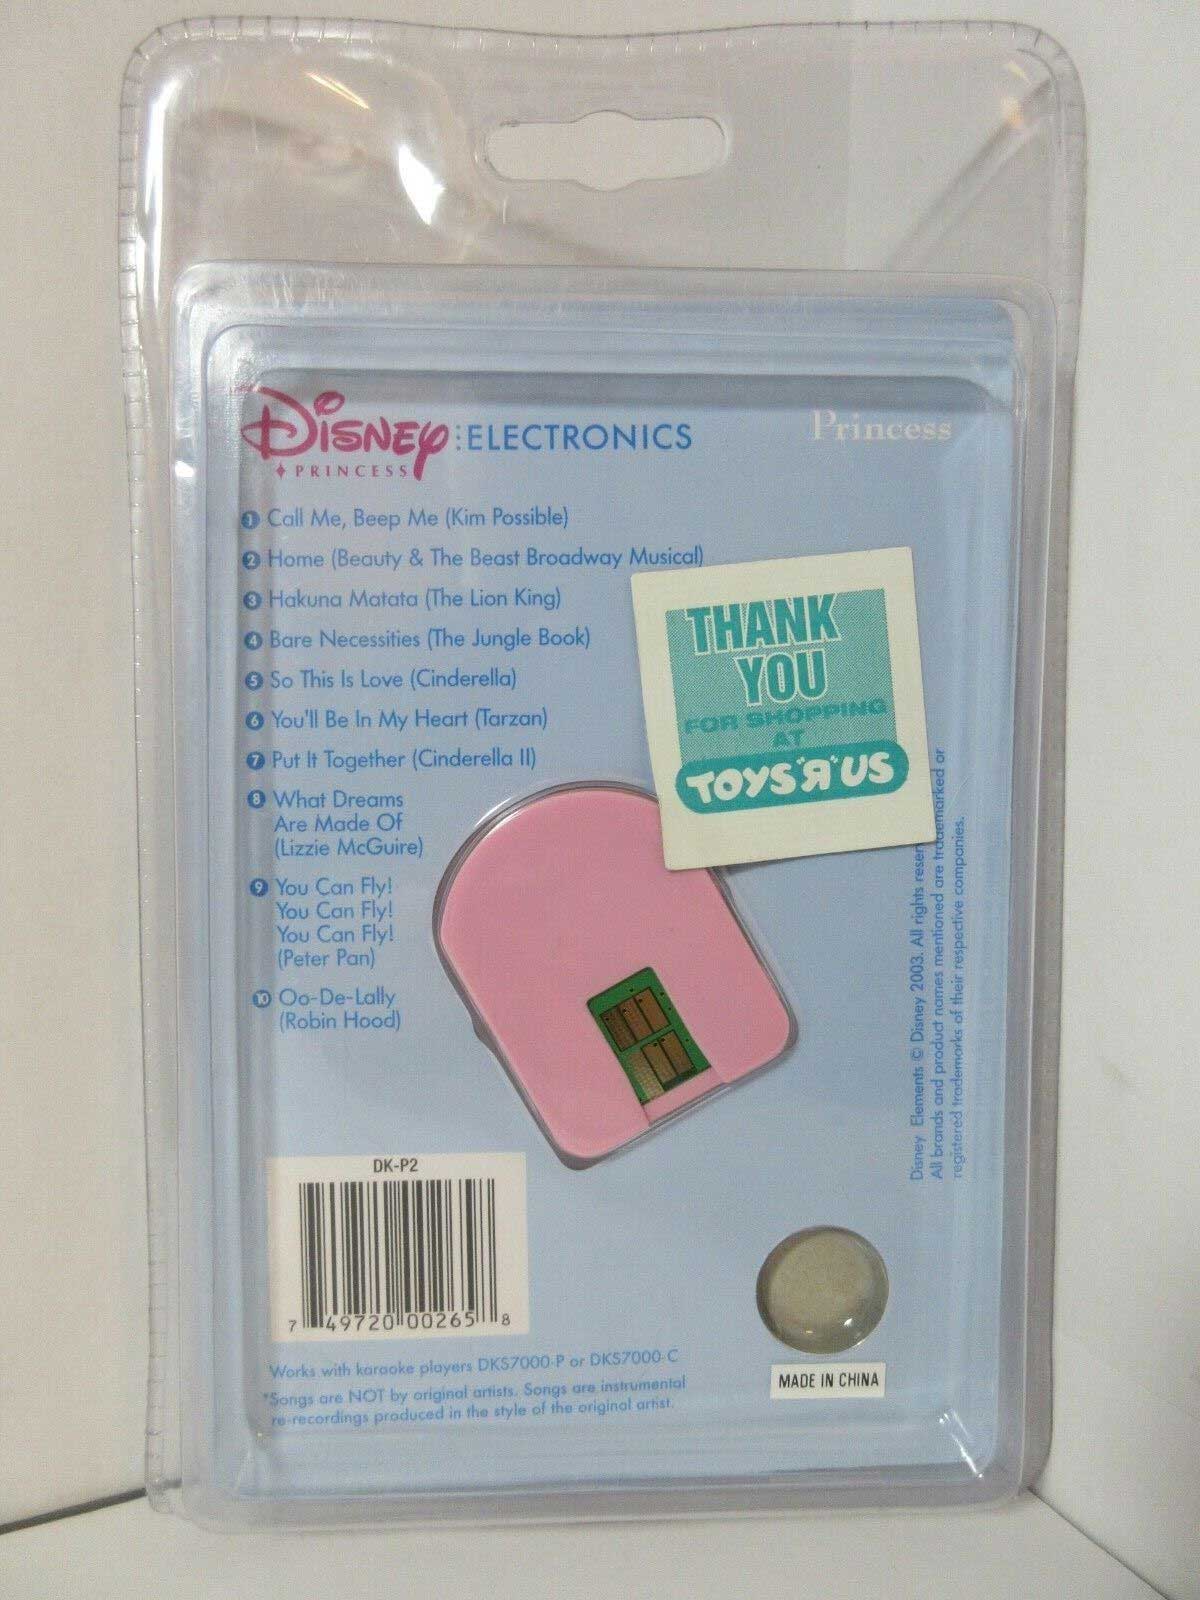 DISNEY ELECTRONICS
PRINCESS
Princess
1 Call Me, Beep Me (Kim Possible)
2 Home (Beauty & The Beast Broadway Musical)
3 Hakuna Matata (The Lion King)
4 Bare Necessities (The Jungle Book)
5 So This Is Love (Cinderella)
6 You'll Be In My Heart (Tarzan)
7 Put It Together (Cinderella II)
8 What Dreams
Are Made Of
(Lizzie McGuire)
9 You Can Fly!
You Can Fly!
You Can Fly!
(Peter Pan)
10 Oo-De-Lally
(Robin Hood)
THANK
YOU
FOR SHOPPING
AT
TOYS "R" US
Disney Elements © Disney 2003. All rights reser
All brands and product names mentioned are trademarked or
registered trademarks of their respective companies.
DK-P2
7 49720 00265 8
MADE IN CHINA
Works with karaoke players DKS7000-P or DKS7000-C
*Songs are NOT by original artists. Songs are instrumental
re-recordings produced in the style of the original artist.